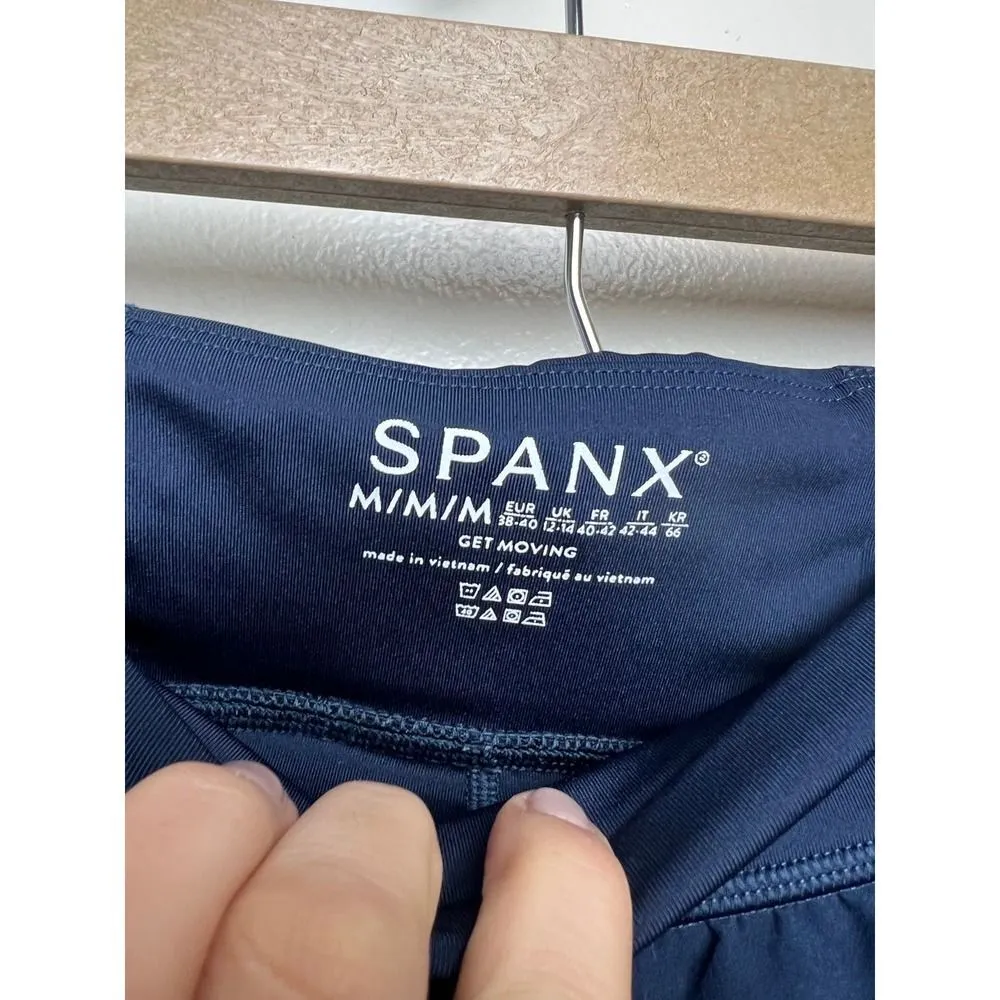 SPANX®
M/M/M EUR 38-40 UK 12-14 FR 40-42 IT 42-44 KR 66
GET MOVING
made in vietnam / fabriqué au vietnam